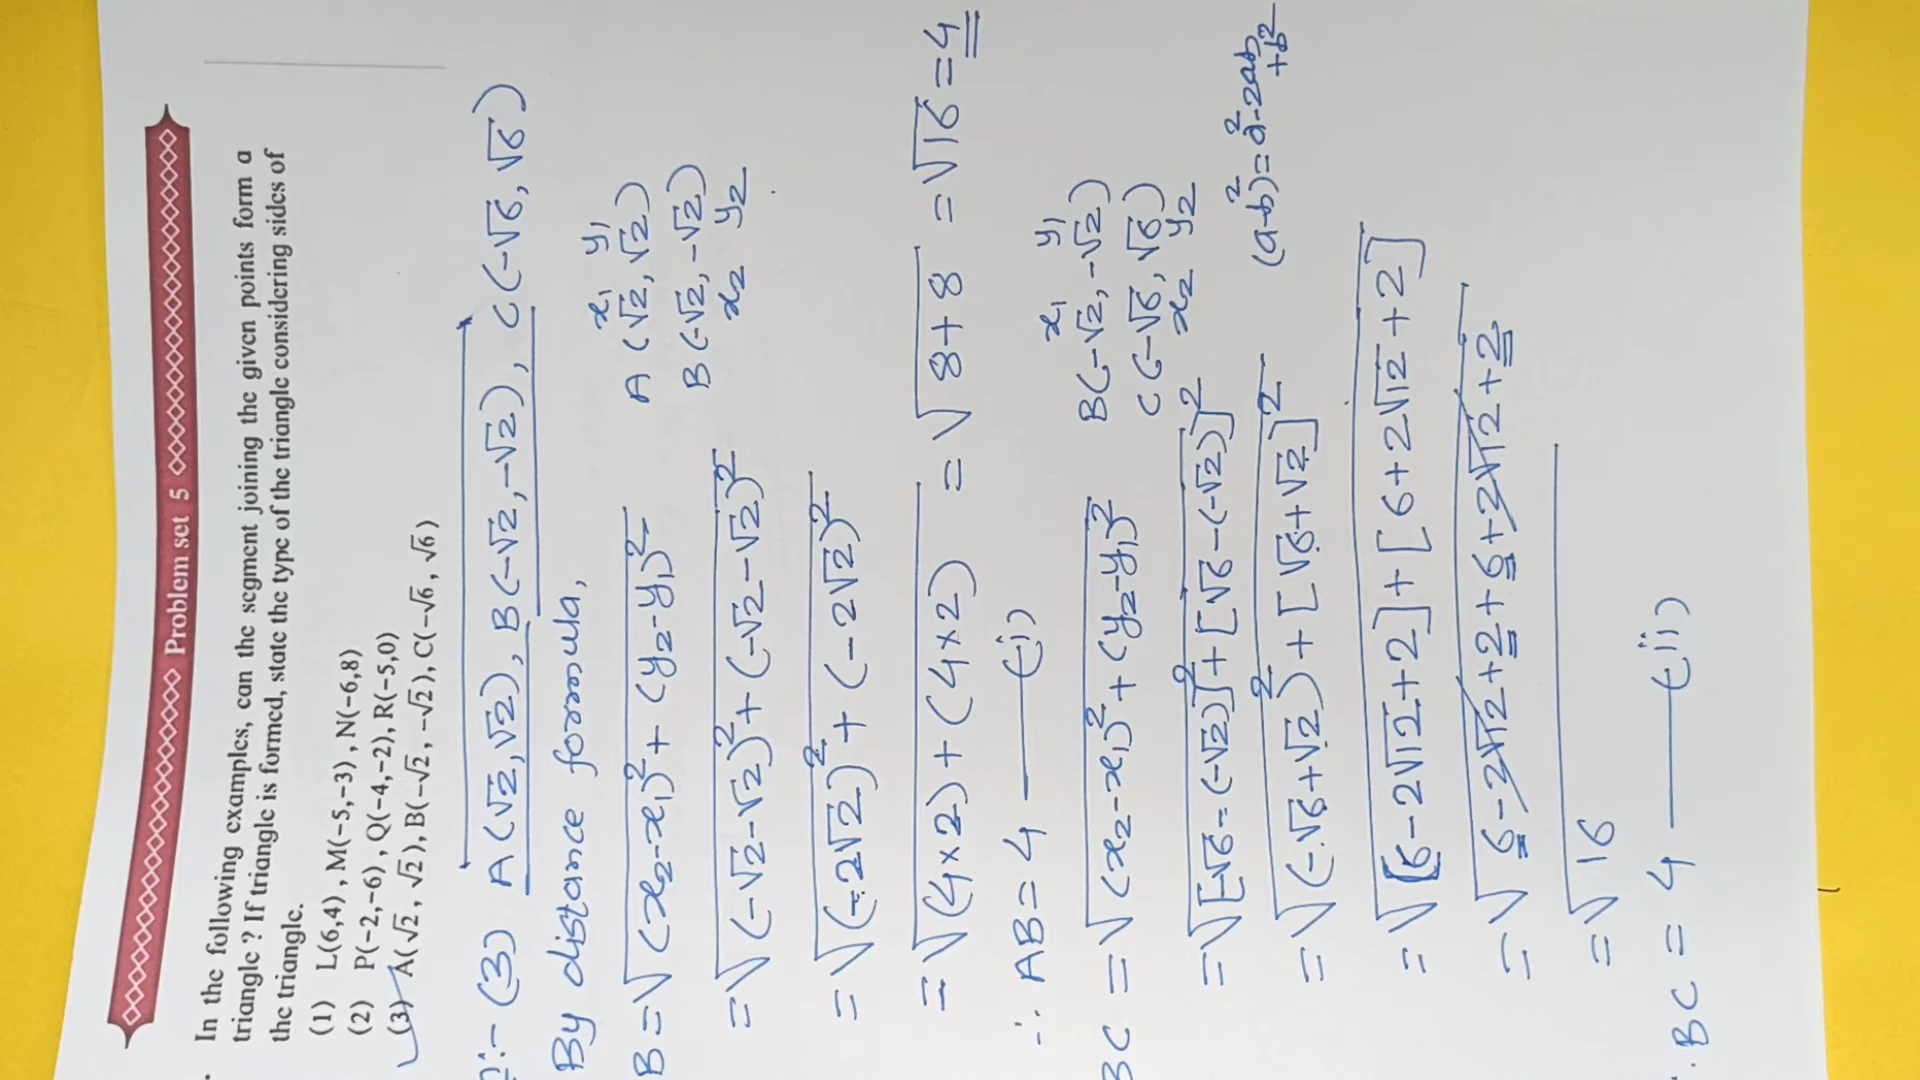 Problem set 5
In the following examples, can the segment joining the given points form a
triangle ? If triangle is formed, state the type of the triangle considering sides of
the triangle.
(1) L(6,4) , M(−5,−3) , N(−6,8)
(2) P(−2,−6) , Q(−4,−2), R(−5,0)
(3) A(√2 , √2 ), B(−√2 , −√2 ), C(−√6 , √6 )
:- (3) A(√2,√2), B(-√2,-√2), C(-√6,√6)
By distance formula,
B=√(x2-x1)²+(y2-y1)²
x1 y1
A(√2,√2)
B(-√2,-√2)
x2 y2
=√(-√2-√2)²+(-√2-√2)²
=√(-2√2)²+(-2√2)²
=√(4×2)+(4×2) =√8+8 =√16=4
∴ AB=4 ——(i)
BC =√(x2-x1)²+(y2-y1)²
x1 y1
B(-√2,-√2)
C(-√6,√6)
x2 y2
=√[-√6-(-√2)]²+[√6-(-√2)]²
=√(-√6+√2)²+[√6+√2]²
(a-b)²=a²-2ab
+b²
=√(6-2√12+2]+[6+2√12+2]
=√6-2√12+2+6+2√12+2
=√16
∴ BC = 4 ——(ii)